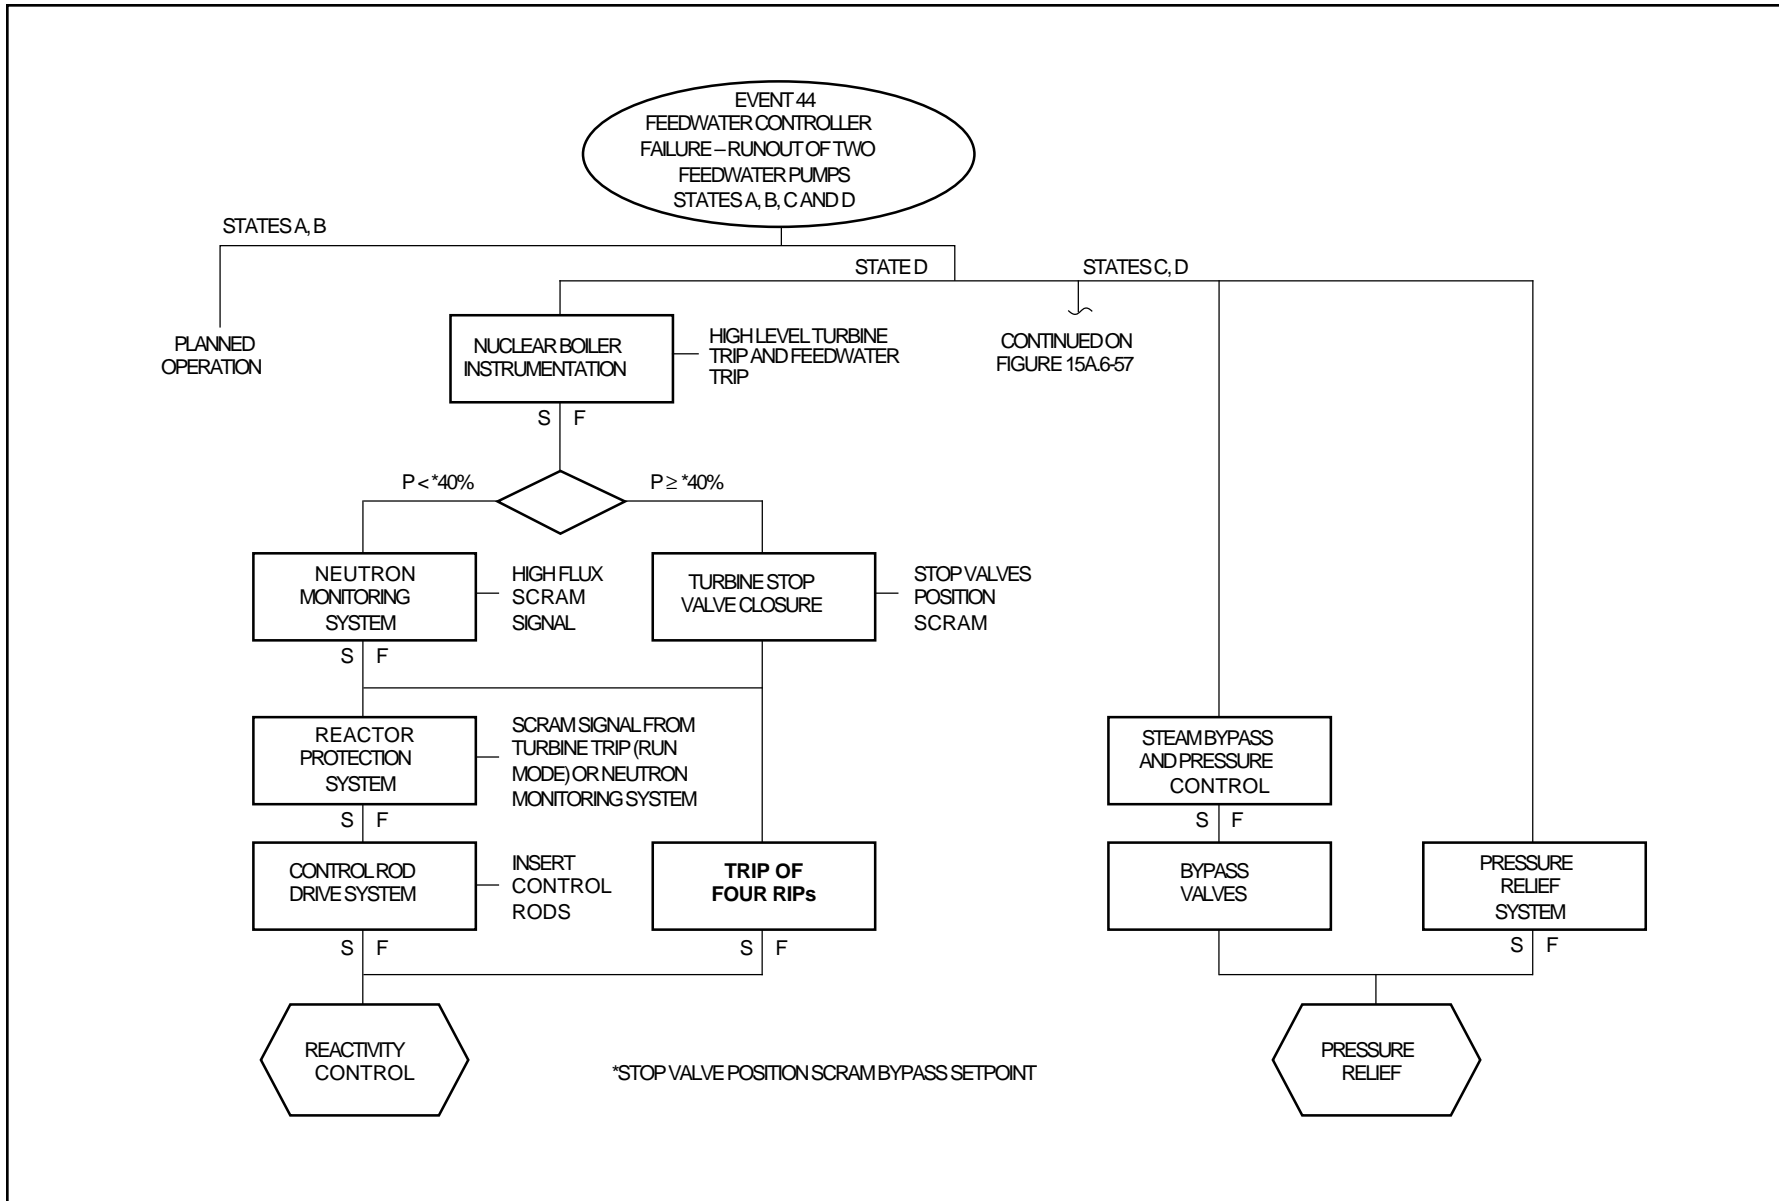 EVENT 44
FEEDWATER CONTROLLER
FAILURE – RUNOUT OF TWO
FEEDWATER PUMPS
STATES A, B, C AND D
STATES A, B
STATE D
STATES C, D
PLANNED
OPERATION
NUCLEAR BOILER
INSTRUMENTATION
HIGH LEVEL TURBINE
TRIP AND FEEDWATER
TRIP
CONTINUED ON
FIGURE 15A.6-57
S F
P < *40%
P ≥ *40%
NEUTRON
MONITORING
SYSTEM
HIGH FLUX
SCRAM
SIGNAL
TURBINE STOP
VALVE CLOSURE
STOP VALVES
POSITION
SCRAM
S F
REACTOR
PROTECTION
SYSTEM
SCRAM SIGNAL FROM
TURBINE TRIP (RUN
MODE) OR NEUTRON
MONITORING SYSTEM
STEAM BYPASS
AND PRESSURE
CONTROL
S F
S F
CONTROL ROD
DRIVE SYSTEM
INSERT
CONTROL
RODS
TRIP OF
FOUR RIPs
BYPASS
VALVES
PRESSURE
RELIEF
SYSTEM
S F
S F
S F
REACTIVITY
CONTROL
*STOP VALVE POSITION SCRAM BYPASS SETPOINT
PRESSURE
RELIEF